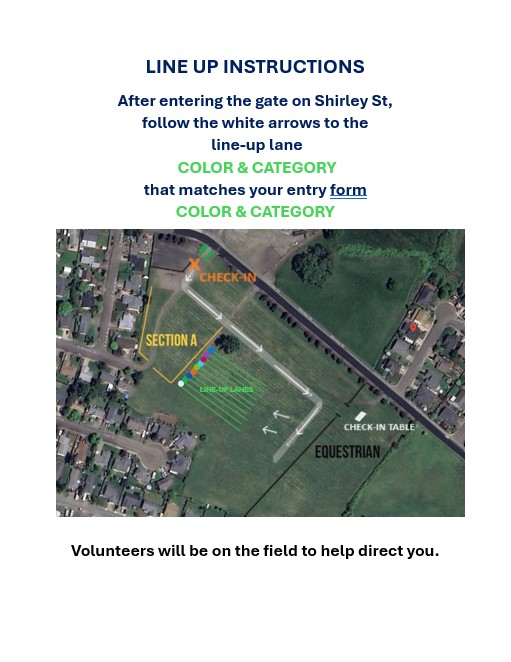 LINE UP INSTRUCTIONS
After entering the gate on Shirley St,
follow the white arrows to the
line-up lane
COLOR & CATEGORY
that matches your entry form
COLOR & CATEGORY
X CHECK-IN
SECTION A
LINE-UP LANES
CHECK-IN TABLE
EQUESTRIAN
Volunteers will be on the field to help direct you.